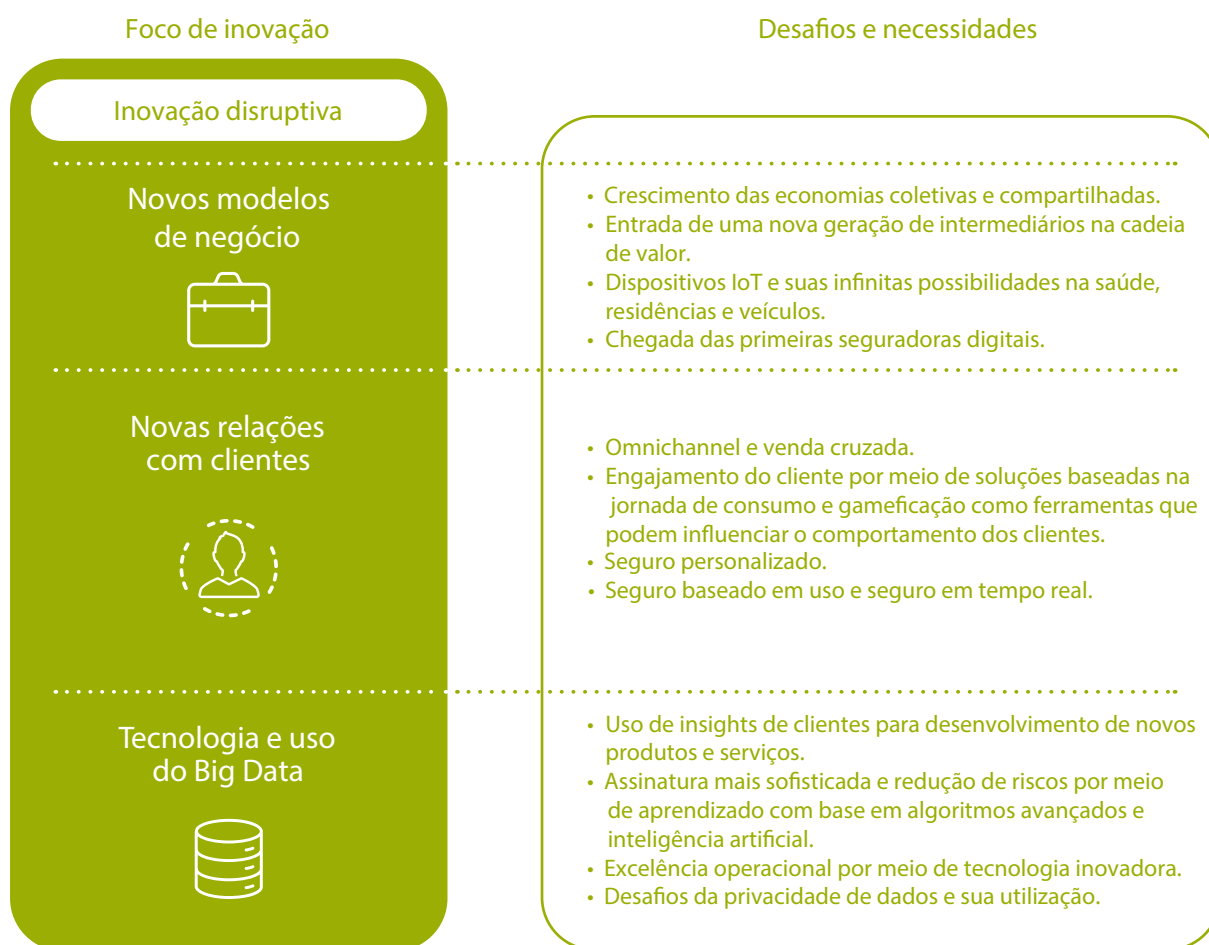 Foco de inovação
Desafios e necessidades
Inovação disruptiva
Novos modelos
de negócio
• Crescimento das economias coletivas e compartilhadas.
• Entrada de uma nova geração de intermediários na cadeia
de valor.
• Dispositivos IoT e suas infinitas possibilidades na saúde,
residências e veículos.
• Chegada das primeiras seguradoras digitais.
Novas relações
com clientes
• Omnichannel e venda cruzada.
• Engajamento do cliente por meio de soluções baseadas na
jornada de consumo e gameficação como ferramentas que
podem influenciar o comportamento dos clientes.
• Seguro personalizado.
• Seguro baseado em uso e seguro em tempo real.
Tecnologia e uso
do Big Data
• Uso de insights de clientes para desenvolvimento de novos
produtos e serviços.
• Assinatura mais sofisticada e redução de riscos por meio
de aprendizado com base em algoritmos avançados e
inteligência artificial.
• Excelência operacional por meio de tecnologia inovadora.
• Desafios da privacidade de dados e sua utilização.